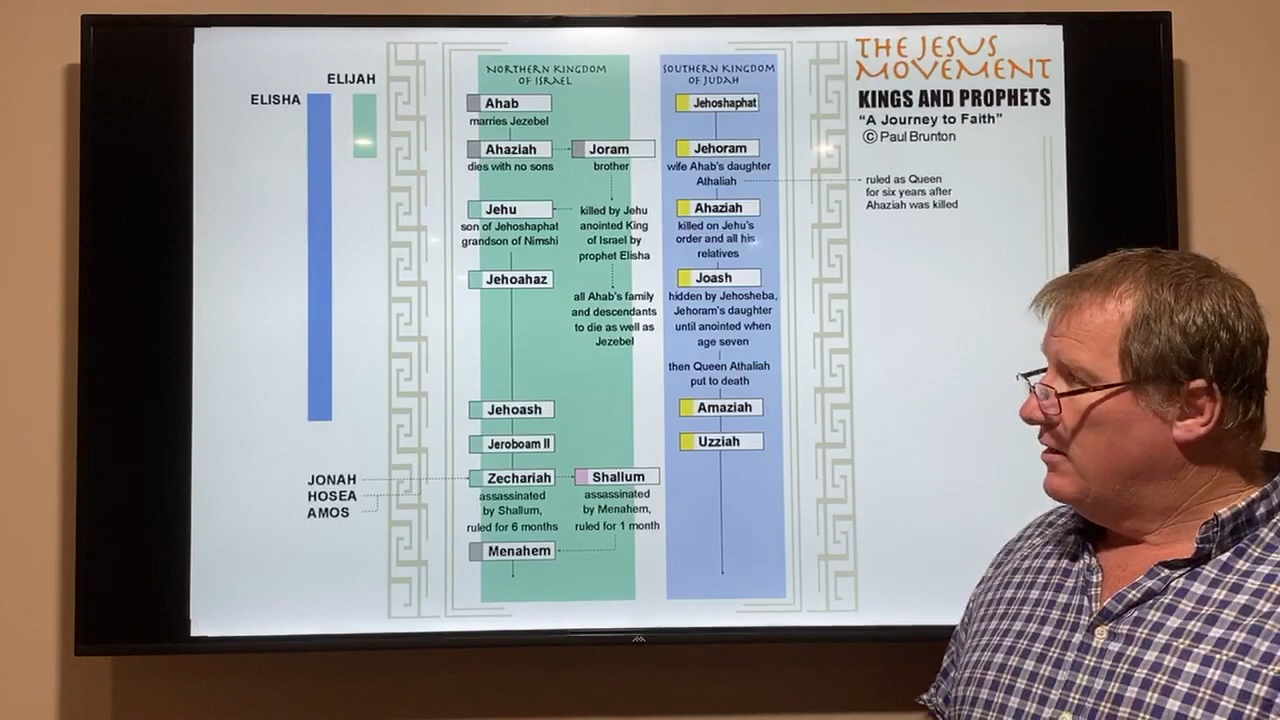 THE JESUS
MOVEMENT
KINGS AND PROPHETS
“A Journey to Faith”
© Paul Brunton
ELIJAH
ELISHA
NORTHERN KINGDOM
OF ISRAEL
Ahab
marries Jezebel
Ahaziah
dies with no sons
Joram
brother
Jehu
son of Jehoshaphat
grandson of Nimshi
killed by Jehu
anointed King
of Israel by
prophet Elisha
Jehoahaz
all Ahab's family
and descendants
to die as well as
Jezebel
Jehoash
Jeroboam II
JONAH
HOSEA
AMOS
Zechariah
assassinated
by Shallum,
ruled for 6 months
Shallum
assassinated
by Menahem,
ruled for 1 month
Menahem
SOUTHERN KINGDOM
OF JUDAH
Jehoshaphat
Jehoram
wife Ahab's daughter
Athaliah
ruled as Queen
for six years after
Ahaziah was killed
Ahaziah
killed on Jehu's
order and all his
relatives
Joash
hidden by Jehosheba,
Jehoram's daughter
until anointed when
age seven
then Queen Athaliah
put to death
Amaziah
Uzziah